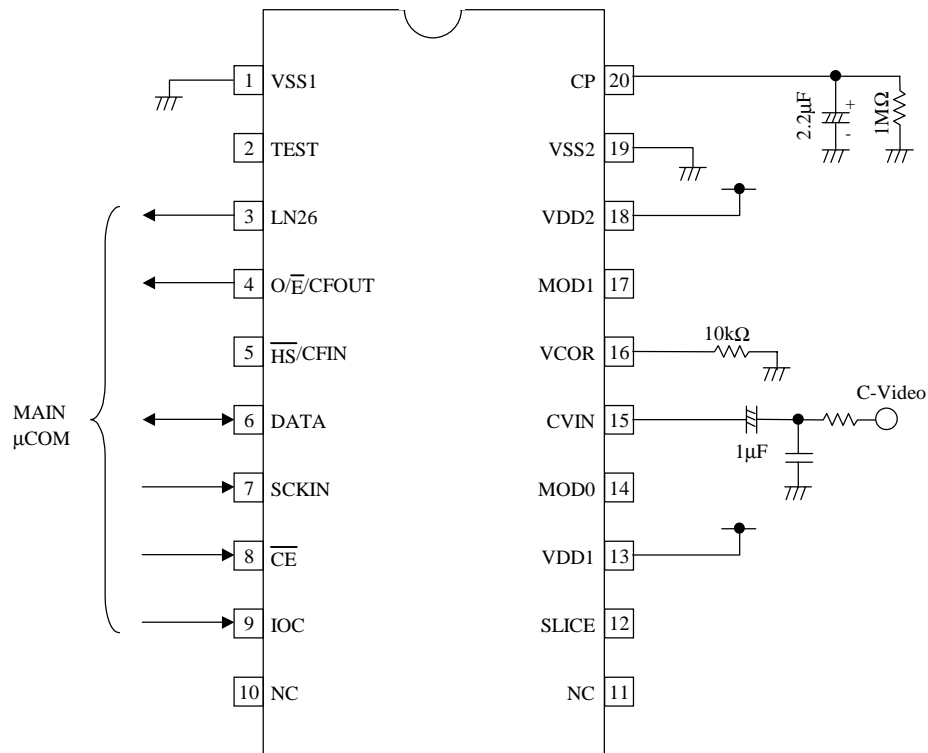 1 VSS1
CP 20
2.2µF
+
-
1MΩ
2 TEST
VSS2 19
3 LN26
VDD2 18
4 O/E̅/CFOUT
MOD1 17
5 H̅S̅/CFIN
VCOR 16
10kΩ
MAIN
µCOM
6 DATA
CVIN 15
1µF
C-Video
7 SCKIN
MOD0 14
8 C̅E̅
VDD1 13
9 IOC
SLICE 12
10 NC
NC 11